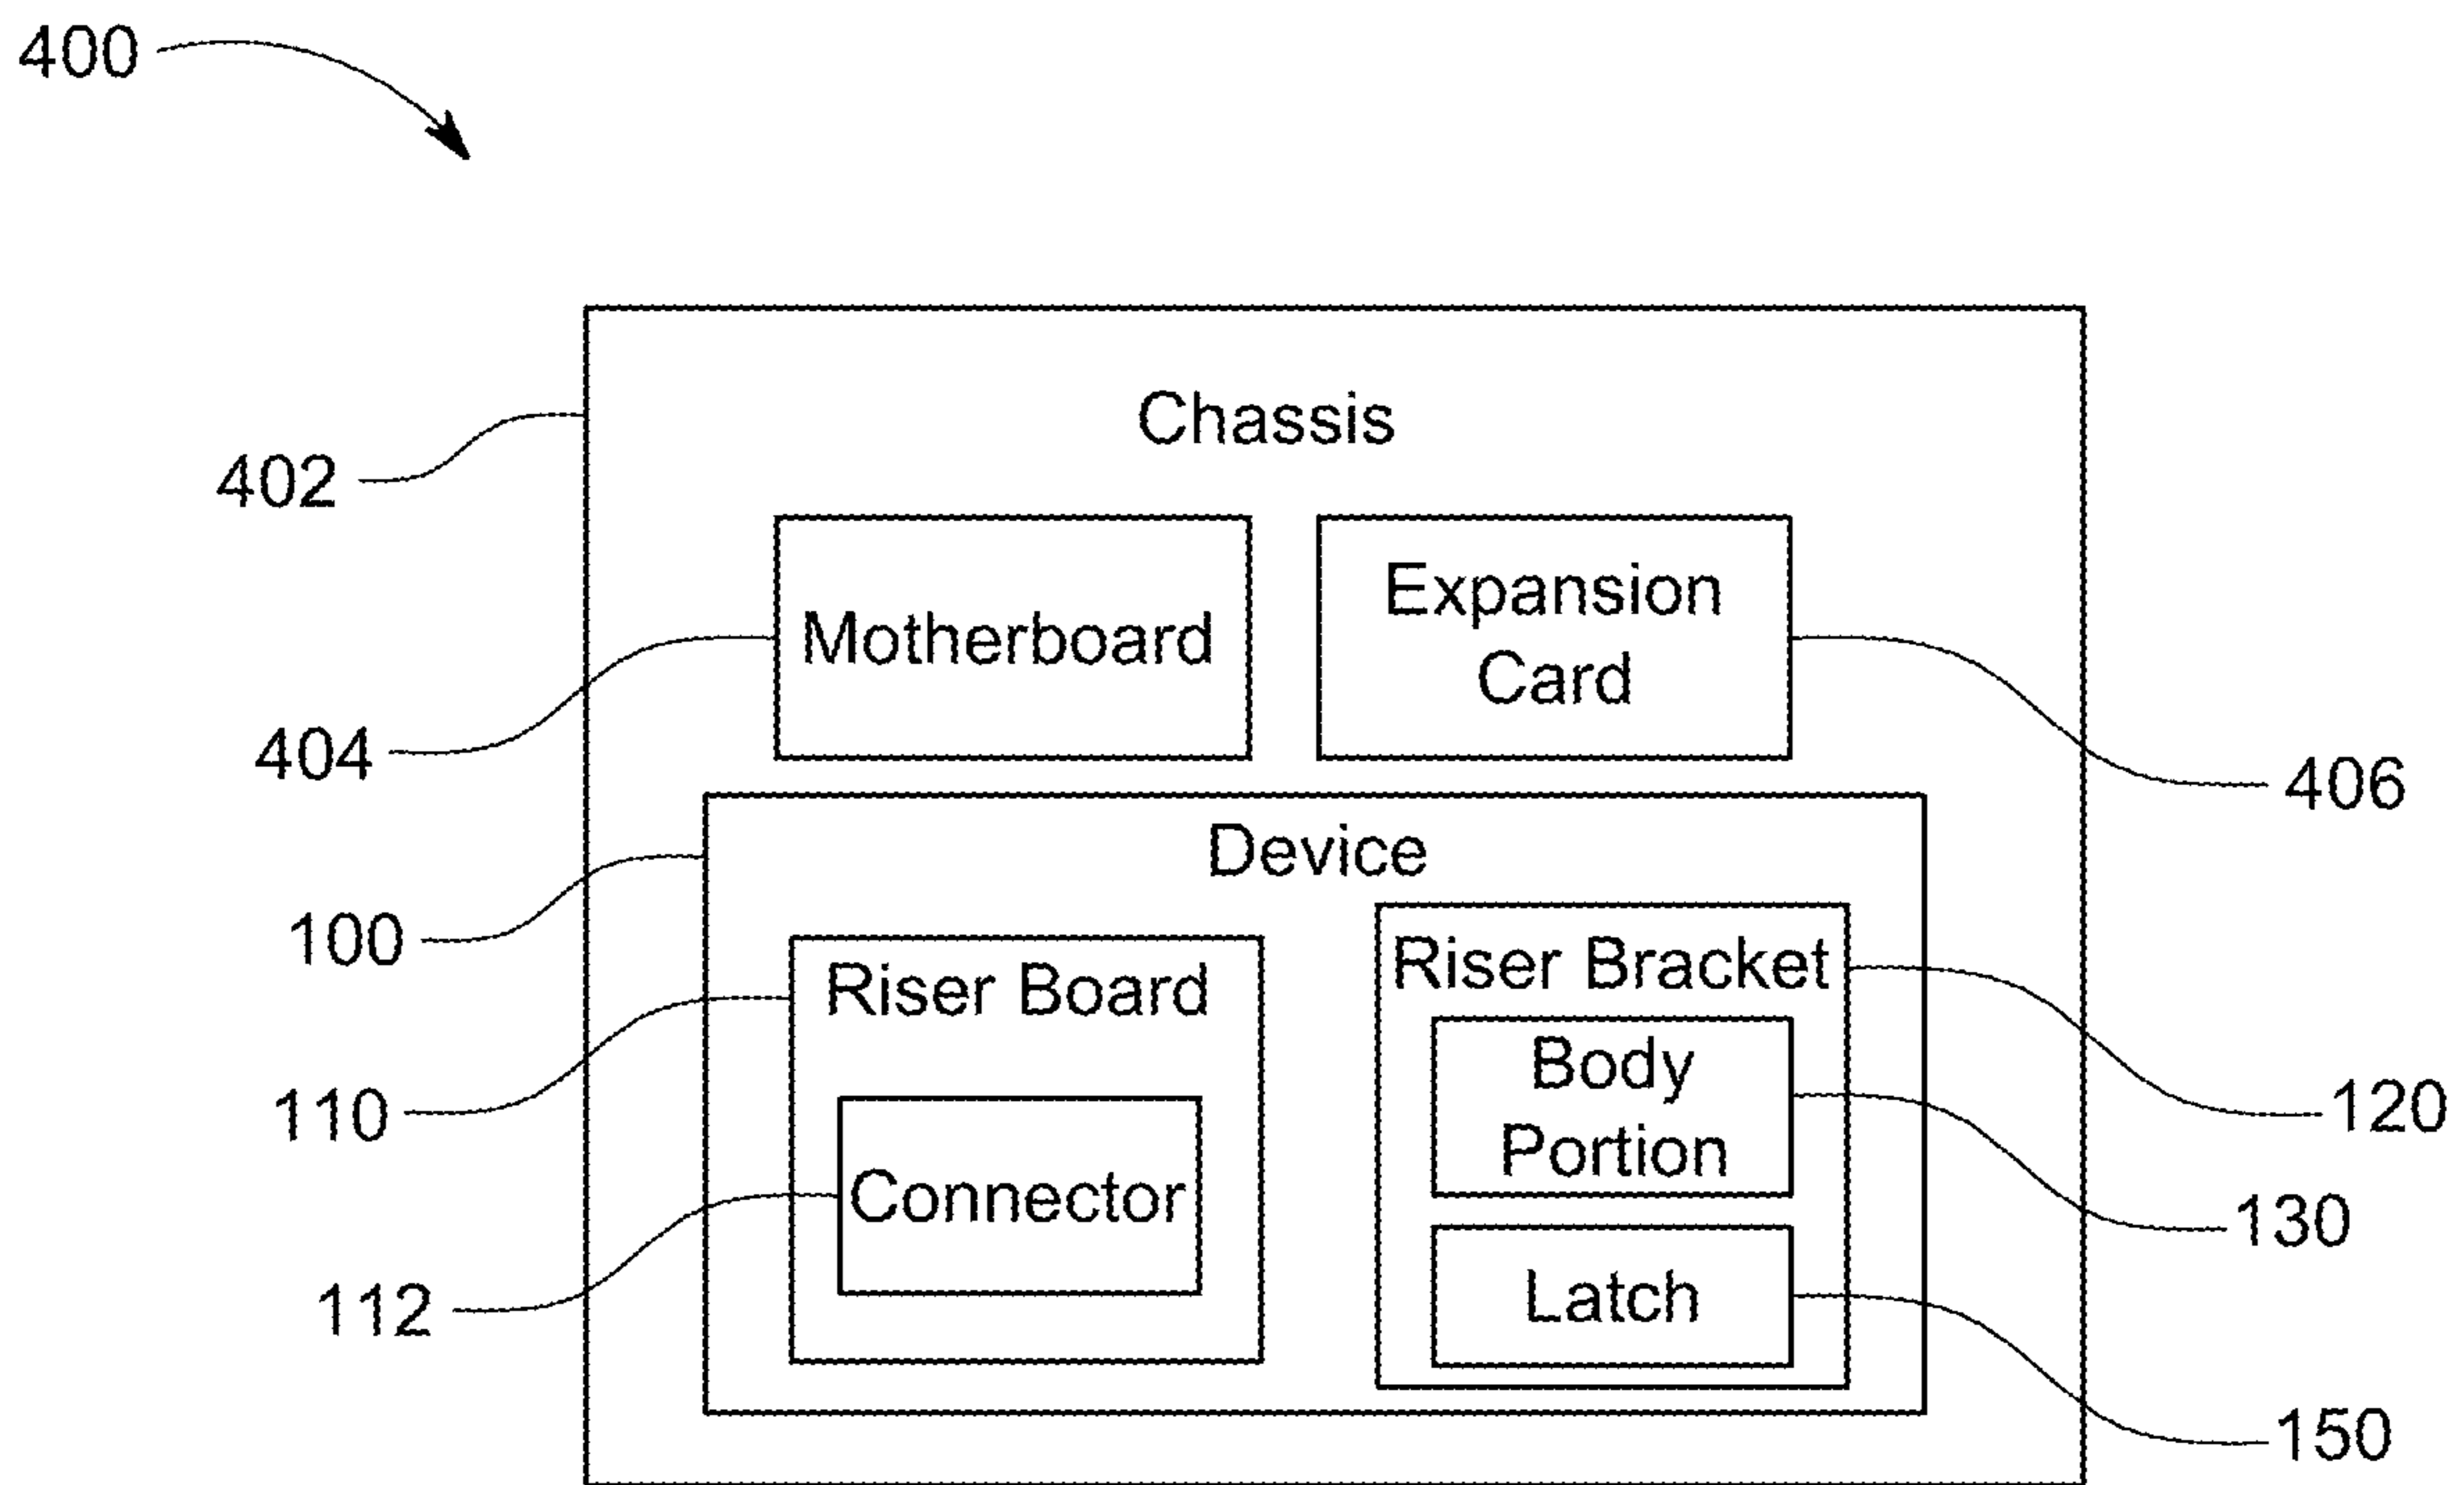 400
Chassis
402
Motherboard
Expansion
Card
404
406
Device
100
Riser Board
Riser Bracket
110
Body
Portion
120
Connector
130
112
Latch
150